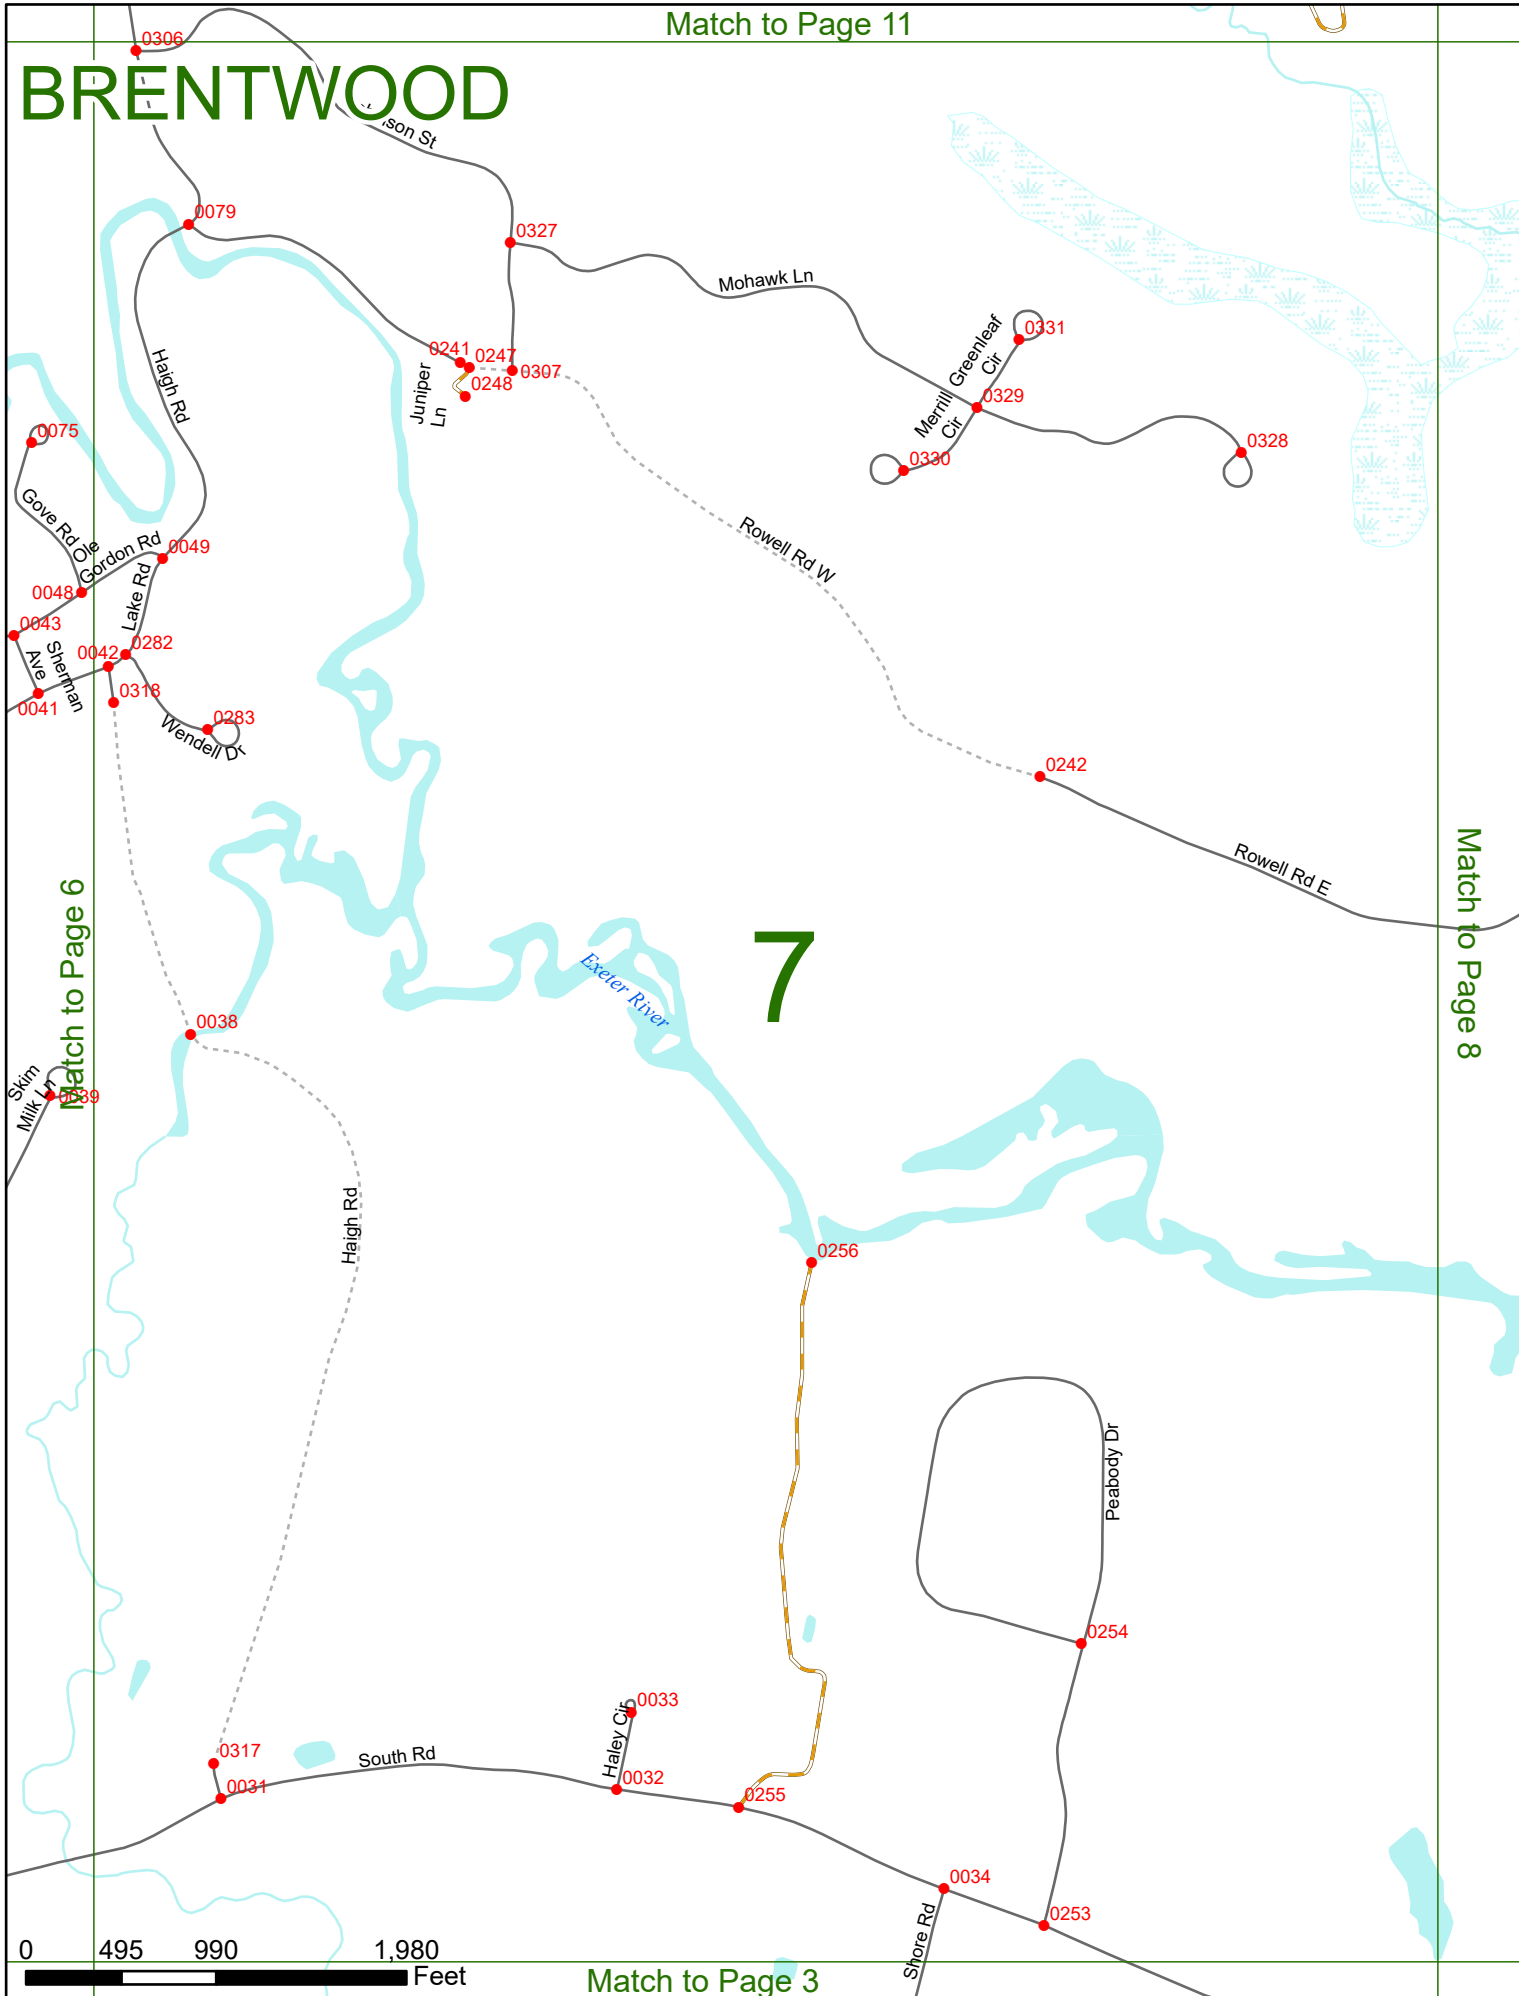 Match to Page 11
0306
BRENTWOOD
son St
0079
0327
Mohawk Ln
0331
Merrill Greenleaf
Cir
Cir
0241
0247
0307
0248
Juniper
Ln
Haigh Rd
0329
0328
0330
0075
Gove Rd
Ole
Gordon Rd
0049
Rowell Rd W
0048
Lake Rd
0043
0282
0042
Sherman
Ave
0041
0318
0283
Wendell Dr
0242
Rowell Rd E
Match to Page 6
Match to Page 8
7
Exeter River
0038
Skim
Milk Ln
0039
Haigh Rd
0256
Peabody Dr
0254
0033
Haley Cir
0317
South Rd
0031
0032
0255
0034
0253
Shore Rd
0 495 990 1,980
Feet
Match to Page 3